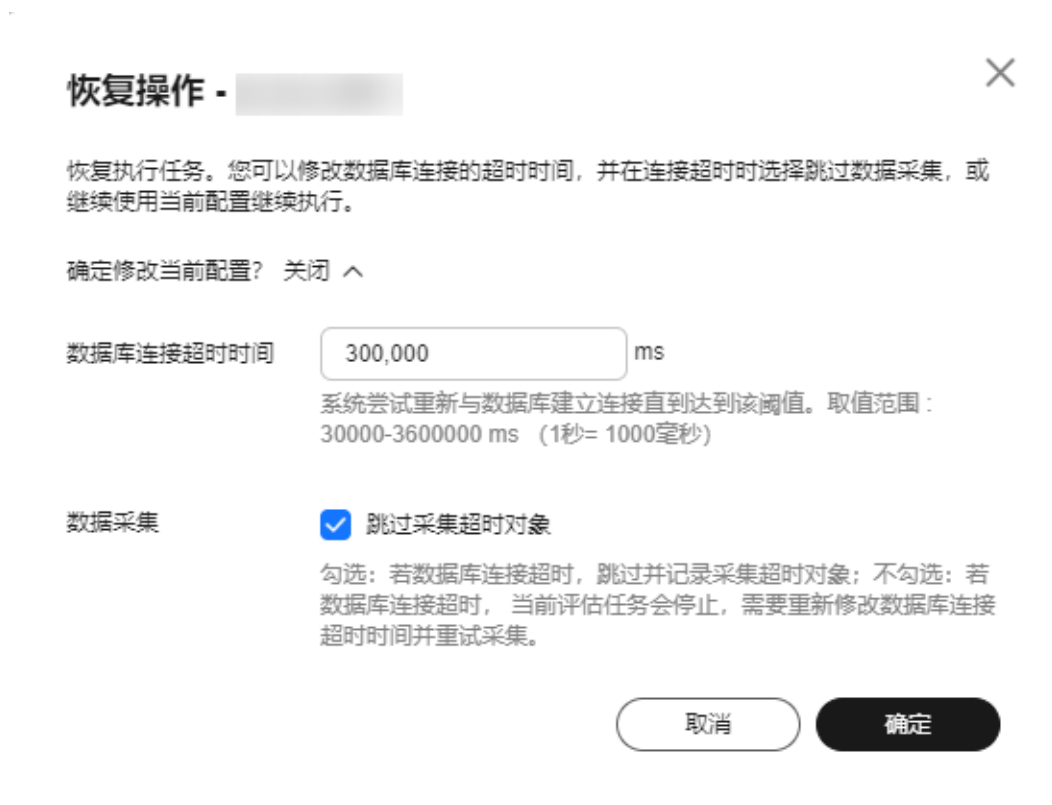 恢复操作 -
恢复执行任务。您可以修改数据库连接的超时时间，并在连接超时时选择跳过数据采集，或
继续使用当前配置继续执行。
确定修改当前配置？ 关闭
数据库连接超时时间 300,000 ms
系统尝试重新与数据库建立连接直到达到该阈值。取值范围：
30000-3600000 ms （1秒= 1000毫秒）
数据采集 跳过采集超时对象
勾选：若数据库连接超时，跳过并记录采集超时对象；不勾选：若
数据库连接超时， 当前评估任务会停止，需要重新修改数据库连接
超时时间并重试采集。
取消 确定